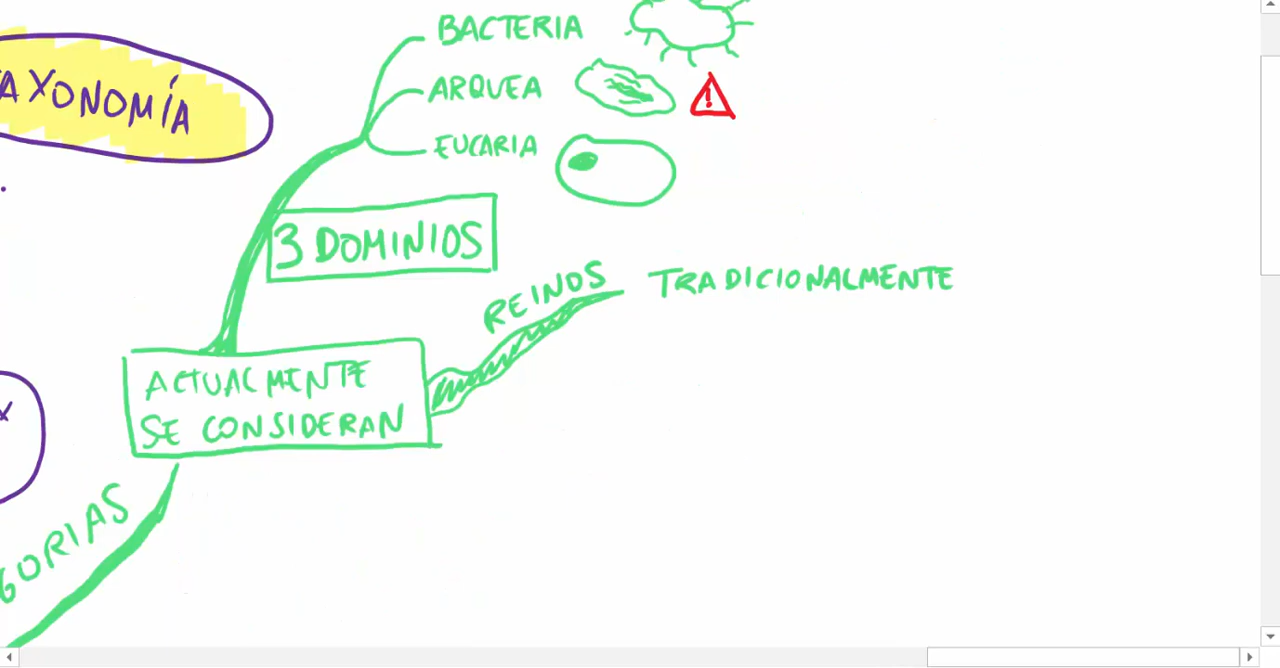 BACTERIA
AXONOMÍA
ARQUEA
!
EUCARIA
3 DOMINIOS
REINOS TRADICIONALMENTE
ACTUALMENTE
SE CONSIDERAN
GORIAS